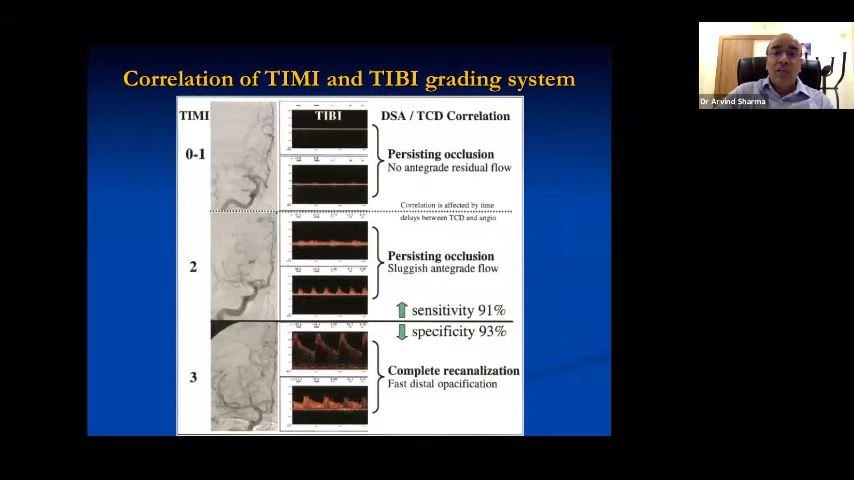 Correlation of TIMI and TIBI grading system
TIMI
TIBI
DSA / TCD Correlation
0-1
Persisting occlusion
No antegrade residual flow
Correlation is affected by time
delays between TCD and angio
2
Persisting occlusion
Sluggish antegrade flow
sensitivity 91%
specificity 93%
3
Complete recanalization
Fast distal opacification
Dr Arvind Sharma